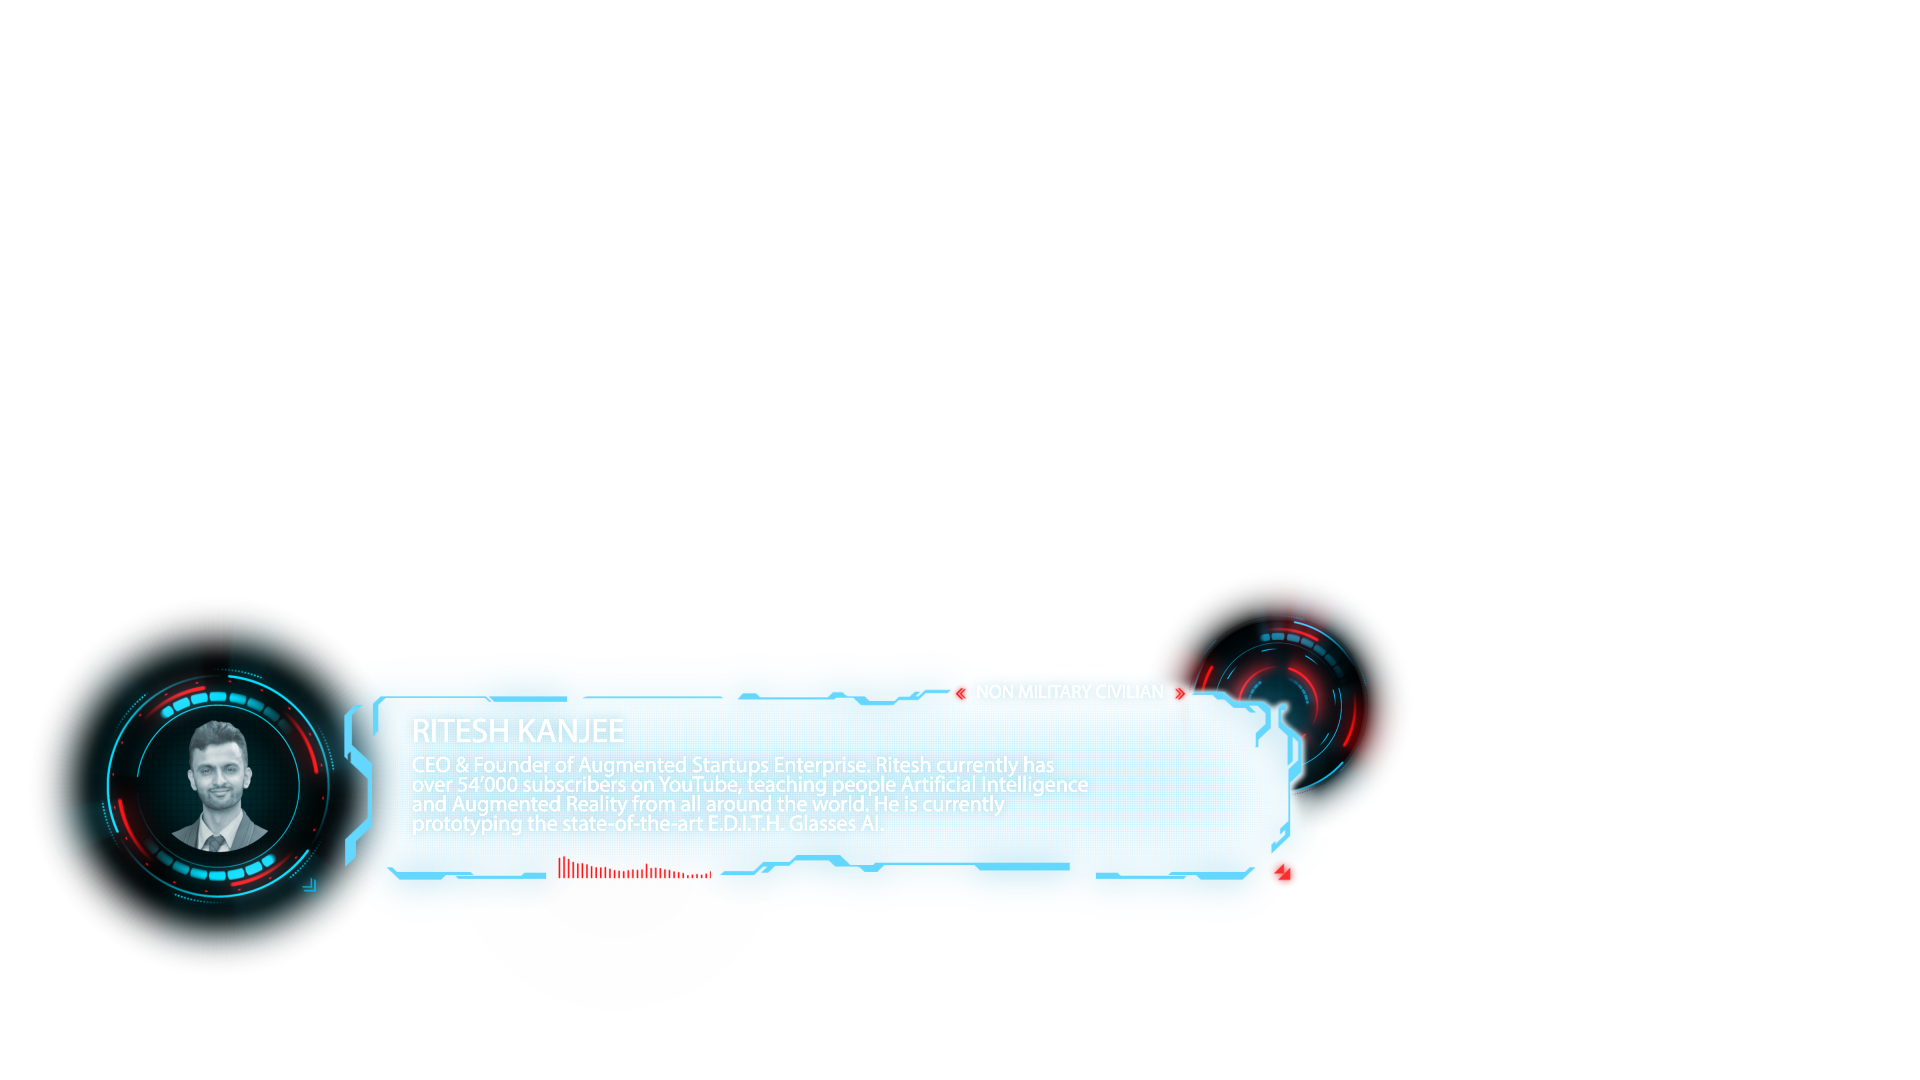 NON MILITARY CIVILIAN
RITESH KANJEE
CEO & Founder of Augmented Startups Enterprise. Ritesh currently has
over 54’000 subscribers on YouTube, teaching people Artificial Intelligence
and Augmented Reality from all around the world. He is currently
prototyping the state-of-the-art E.D.I.T.H. Glasses AI.